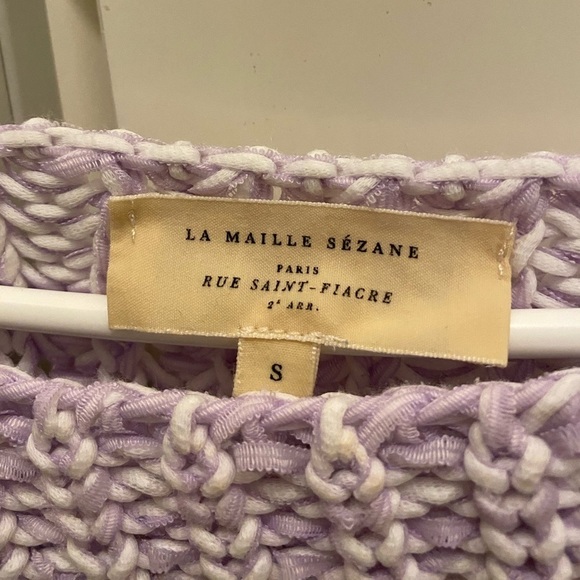 LA MAILLE SÉZANE
PARIS
RUE SAINT-FIACRE
2ᵉ ARR.
S